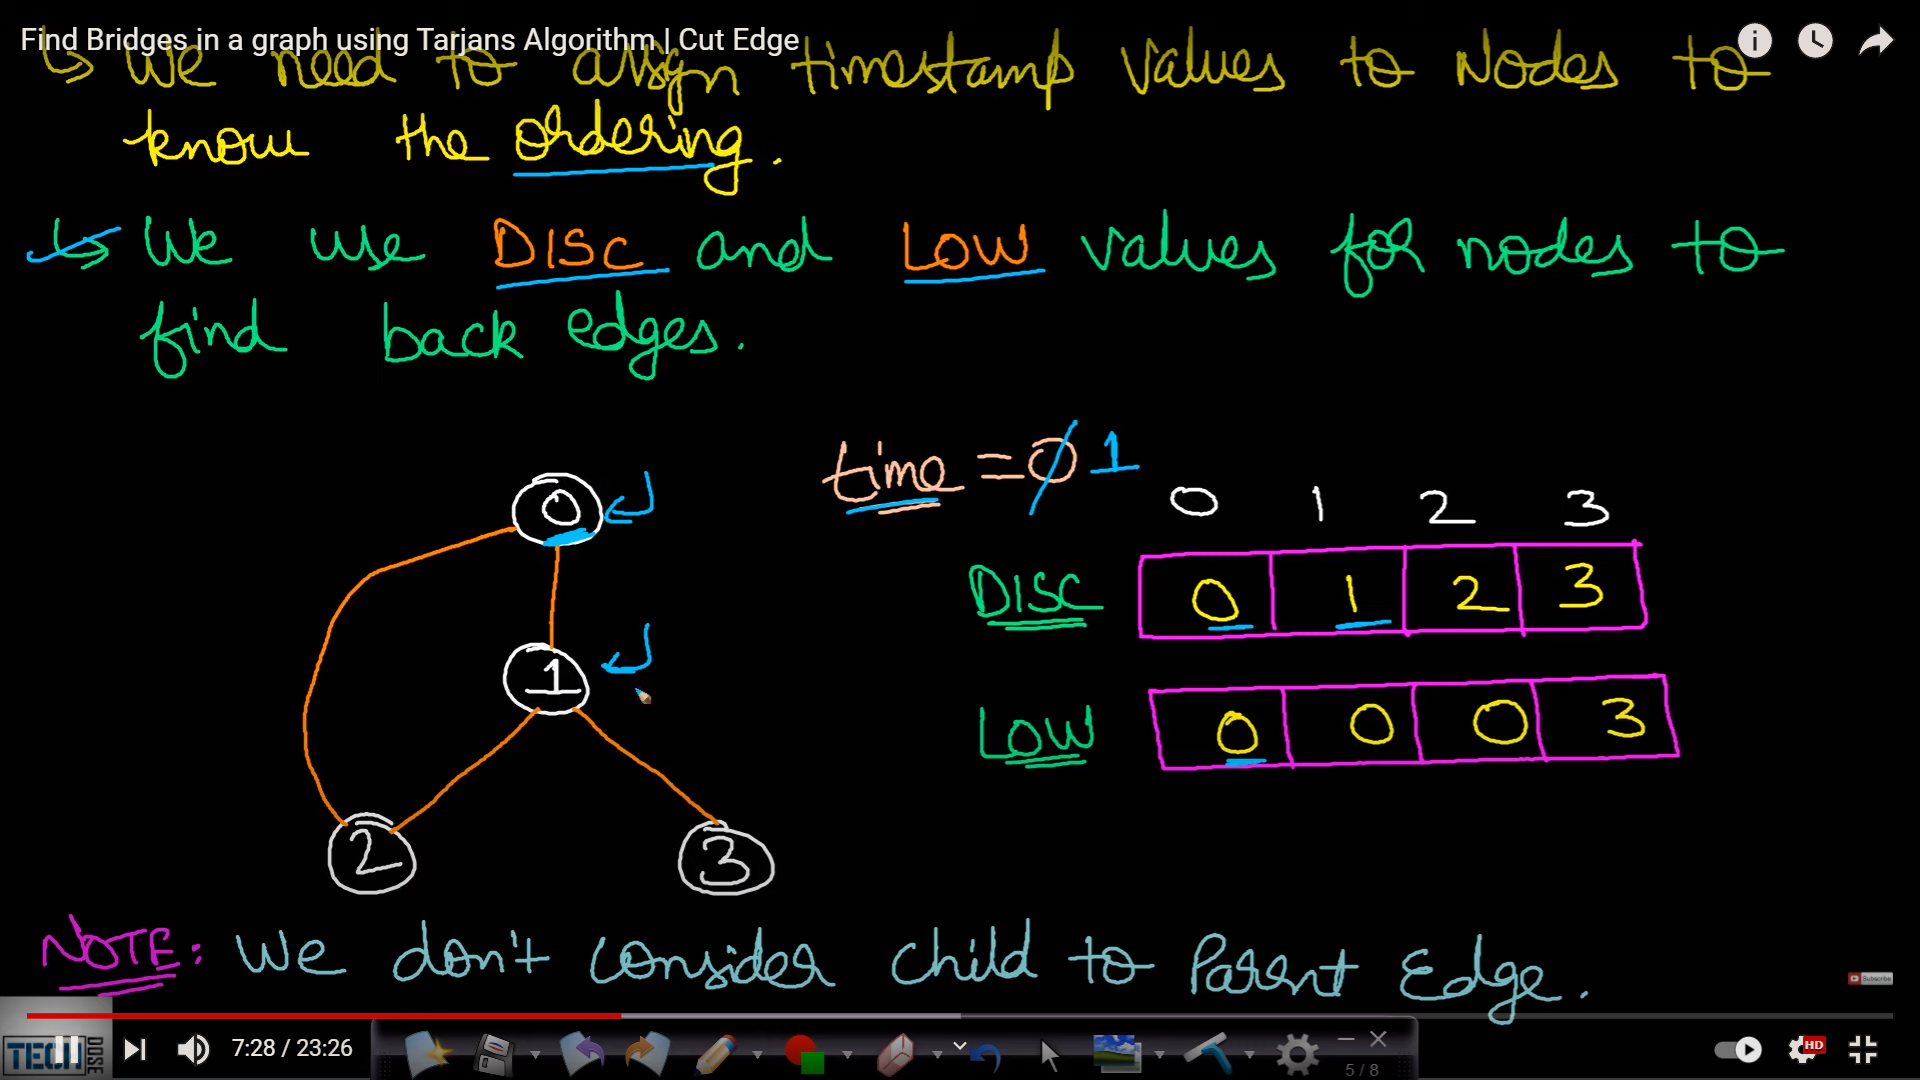 Find Bridges in a graph using Tarjans Algorithm | Cut Edge
↳ We need to assign timestamp values to Nodes to
know the ordering.
↳ We use DISC and LOW values for nodes to
find back edges.
time = 0 1
0 1 2 3
DISC 0 1 2 3
LOW 0 0 0 3
0
1
2
3
NOTE: We don't consider child to Parent Edge.
Subscribe
TECH DOSE
7:28 / 23:26
5 / 8
HD